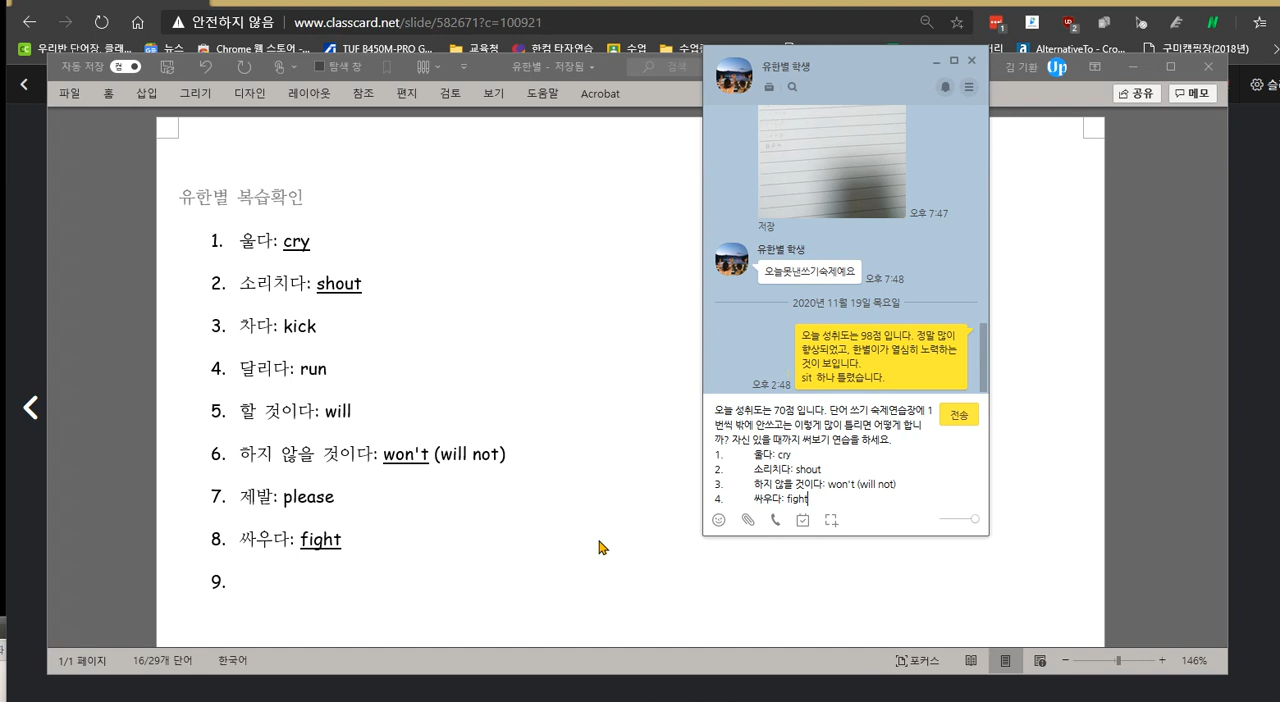 안전하지 않음 www.classcard.net/slide/582671?c=100921
우리반 단어장, 클래... 뉴스 Chrome 웹 스토어 -... TUF B450M-PRO G... 교육청 한컴 타자연습 수업 AlternativeTo - Cro... 구미캠핑장(2018년)
자동 저장 탐색 창 유한별 - 저장됨 검색 김 기환 Up
파일 홈 삽입 그리기 디자인 레이아웃 참조 편지 검토 보기 도움말 Acrobat 공유 메모
유한별 복습확인
1. 울다: cry
2. 소리치다: shout
3. 차다: kick
4. 달리다: run
5. 할 것이다: will
6. 하지 않을 것이다: won't (will not)
7. 제발: please
8. 싸우다: fight
9.
1/1 페이지 16/29개 단어 한국어 포커스 146%
유한별 학생
오후 7:47
저장
유한별 학생
오늘못낸쓰기숙제예요
오후 7:48
2020년 11월 19일 목요일
오늘 성취도는 98점 입니다. 정말 많이
향상되었고, 한별이가 열심히 노력하는
것이 보입니다.
sit 하나 틀렸습니다.
오후 2:48
오늘 성취도는 70점 입니다. 단어 쓰기 숙제연습장에 1
번씩 밖에 안쓰고는 이렇게 많이 틀리면 어떻게 합니
까? 자신 있을 때까지 써보기 연습을 하세요.
1. 울다: cry
2. 소리치다: shout
3. 하지 않을 것이다: won't (will not)
4. 싸우다: fight
전송